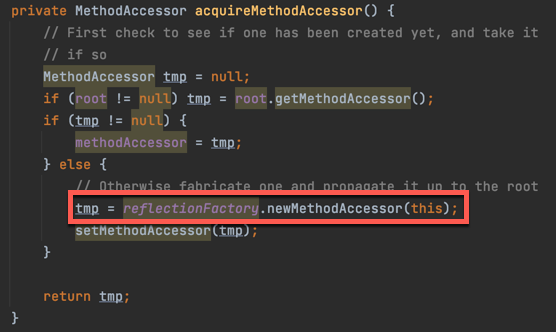 private MethodAccessor acquireMethodAccessor() {
// First check to see if one has been created yet, and take it
// if so
MethodAccessor tmp = null;
if (root != null) tmp = root.getMethodAccessor();
if (tmp != null) {
methodAccessor = tmp;
} else {
// Otherwise fabricate one and propagate it up to the root
tmp = reflectionFactory.newMethodAccessor(this);
setMethodAccessor(tmp);
}
return tmp;
}